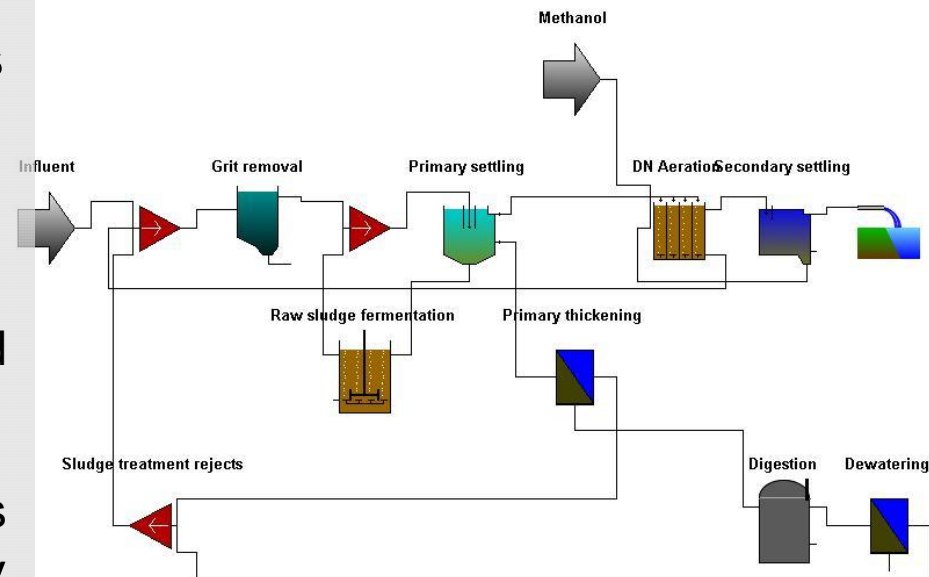 Methanol
Influent
Grit removal
Primary settling
DN Aeration
Secondary settling
Raw sludge fermentation
Primary thickening
Sludge treatment rejects
Digestion
Dewatering